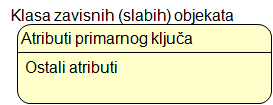 Klasa zavisnih (slabih) objekata
Atributi primarnog ključa
Ostali atributi